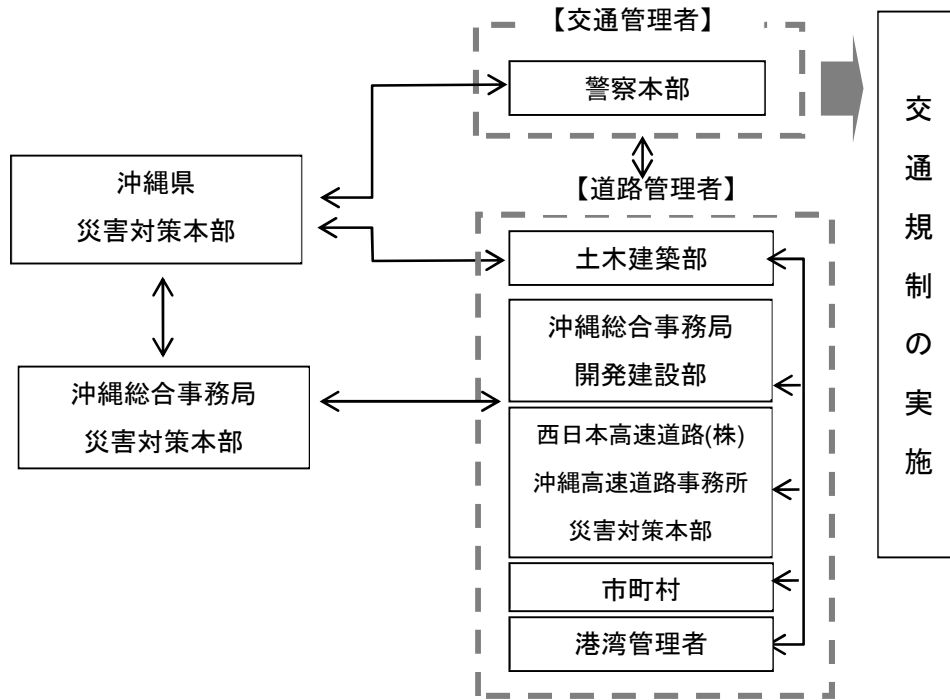 【交通管理者】
警察本部
交通規制の実施
沖縄県
災害対策本部
【道路管理者】
土木建築部
沖縄総合事務局
開発建設部
沖縄総合事務局
災害対策本部
西日本高速道路(株)
沖縄高速道路事務所
災害対策本部
市町村
港湾管理者